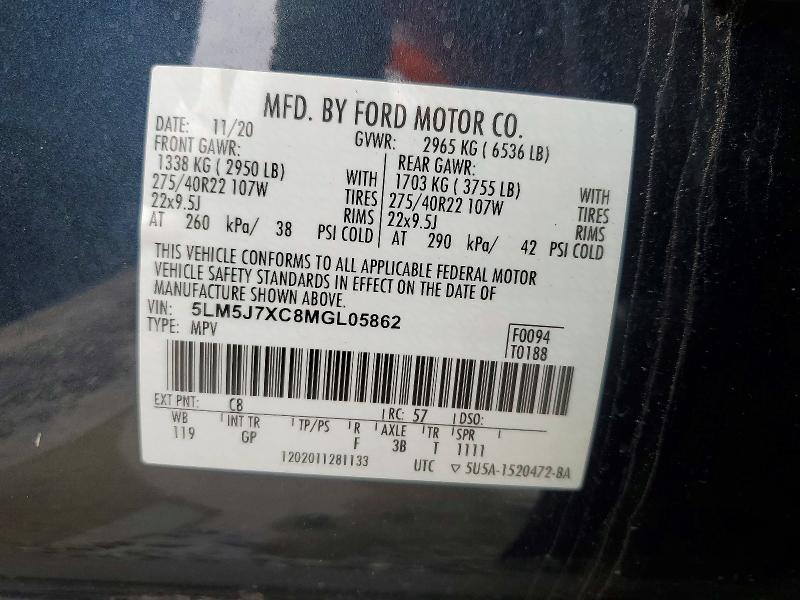 MFD. BY FORD MOTOR CO.
DATE: 11/20 GVWR: 2965 KG ( 6536 LB)
FRONT GAWR: REAR GAWR:
1338 KG ( 2950 LB) WITH 1703 KG ( 3755 LB) WITH
275/40R22 107W TIRES 275/40R22 107W TIRES
22x9.5J RIMS 22x9.5J RIMS
AT 260 kPa/ 38 PSI COLD AT 290 kPa/ 42 PSI COLD
THIS VEHICLE CONFORMS TO ALL APPLICABLE FEDERAL MOTOR
VEHICLE SAFETY STANDARDS IN EFFECT ON THE DATE OF
MANUFACTURE SHOWN ABOVE.
VIN: 5LM5J7XC8MGL05862
TYPE: MPV
F0094
T0188
EXT PNT: C8 RC: 57 DSO:
WB INT TR TP/PS R AXLE TR SPR
119 GP F 3B T 1111
1202011281133 UTC ▽ 5U5A-1520472-BA